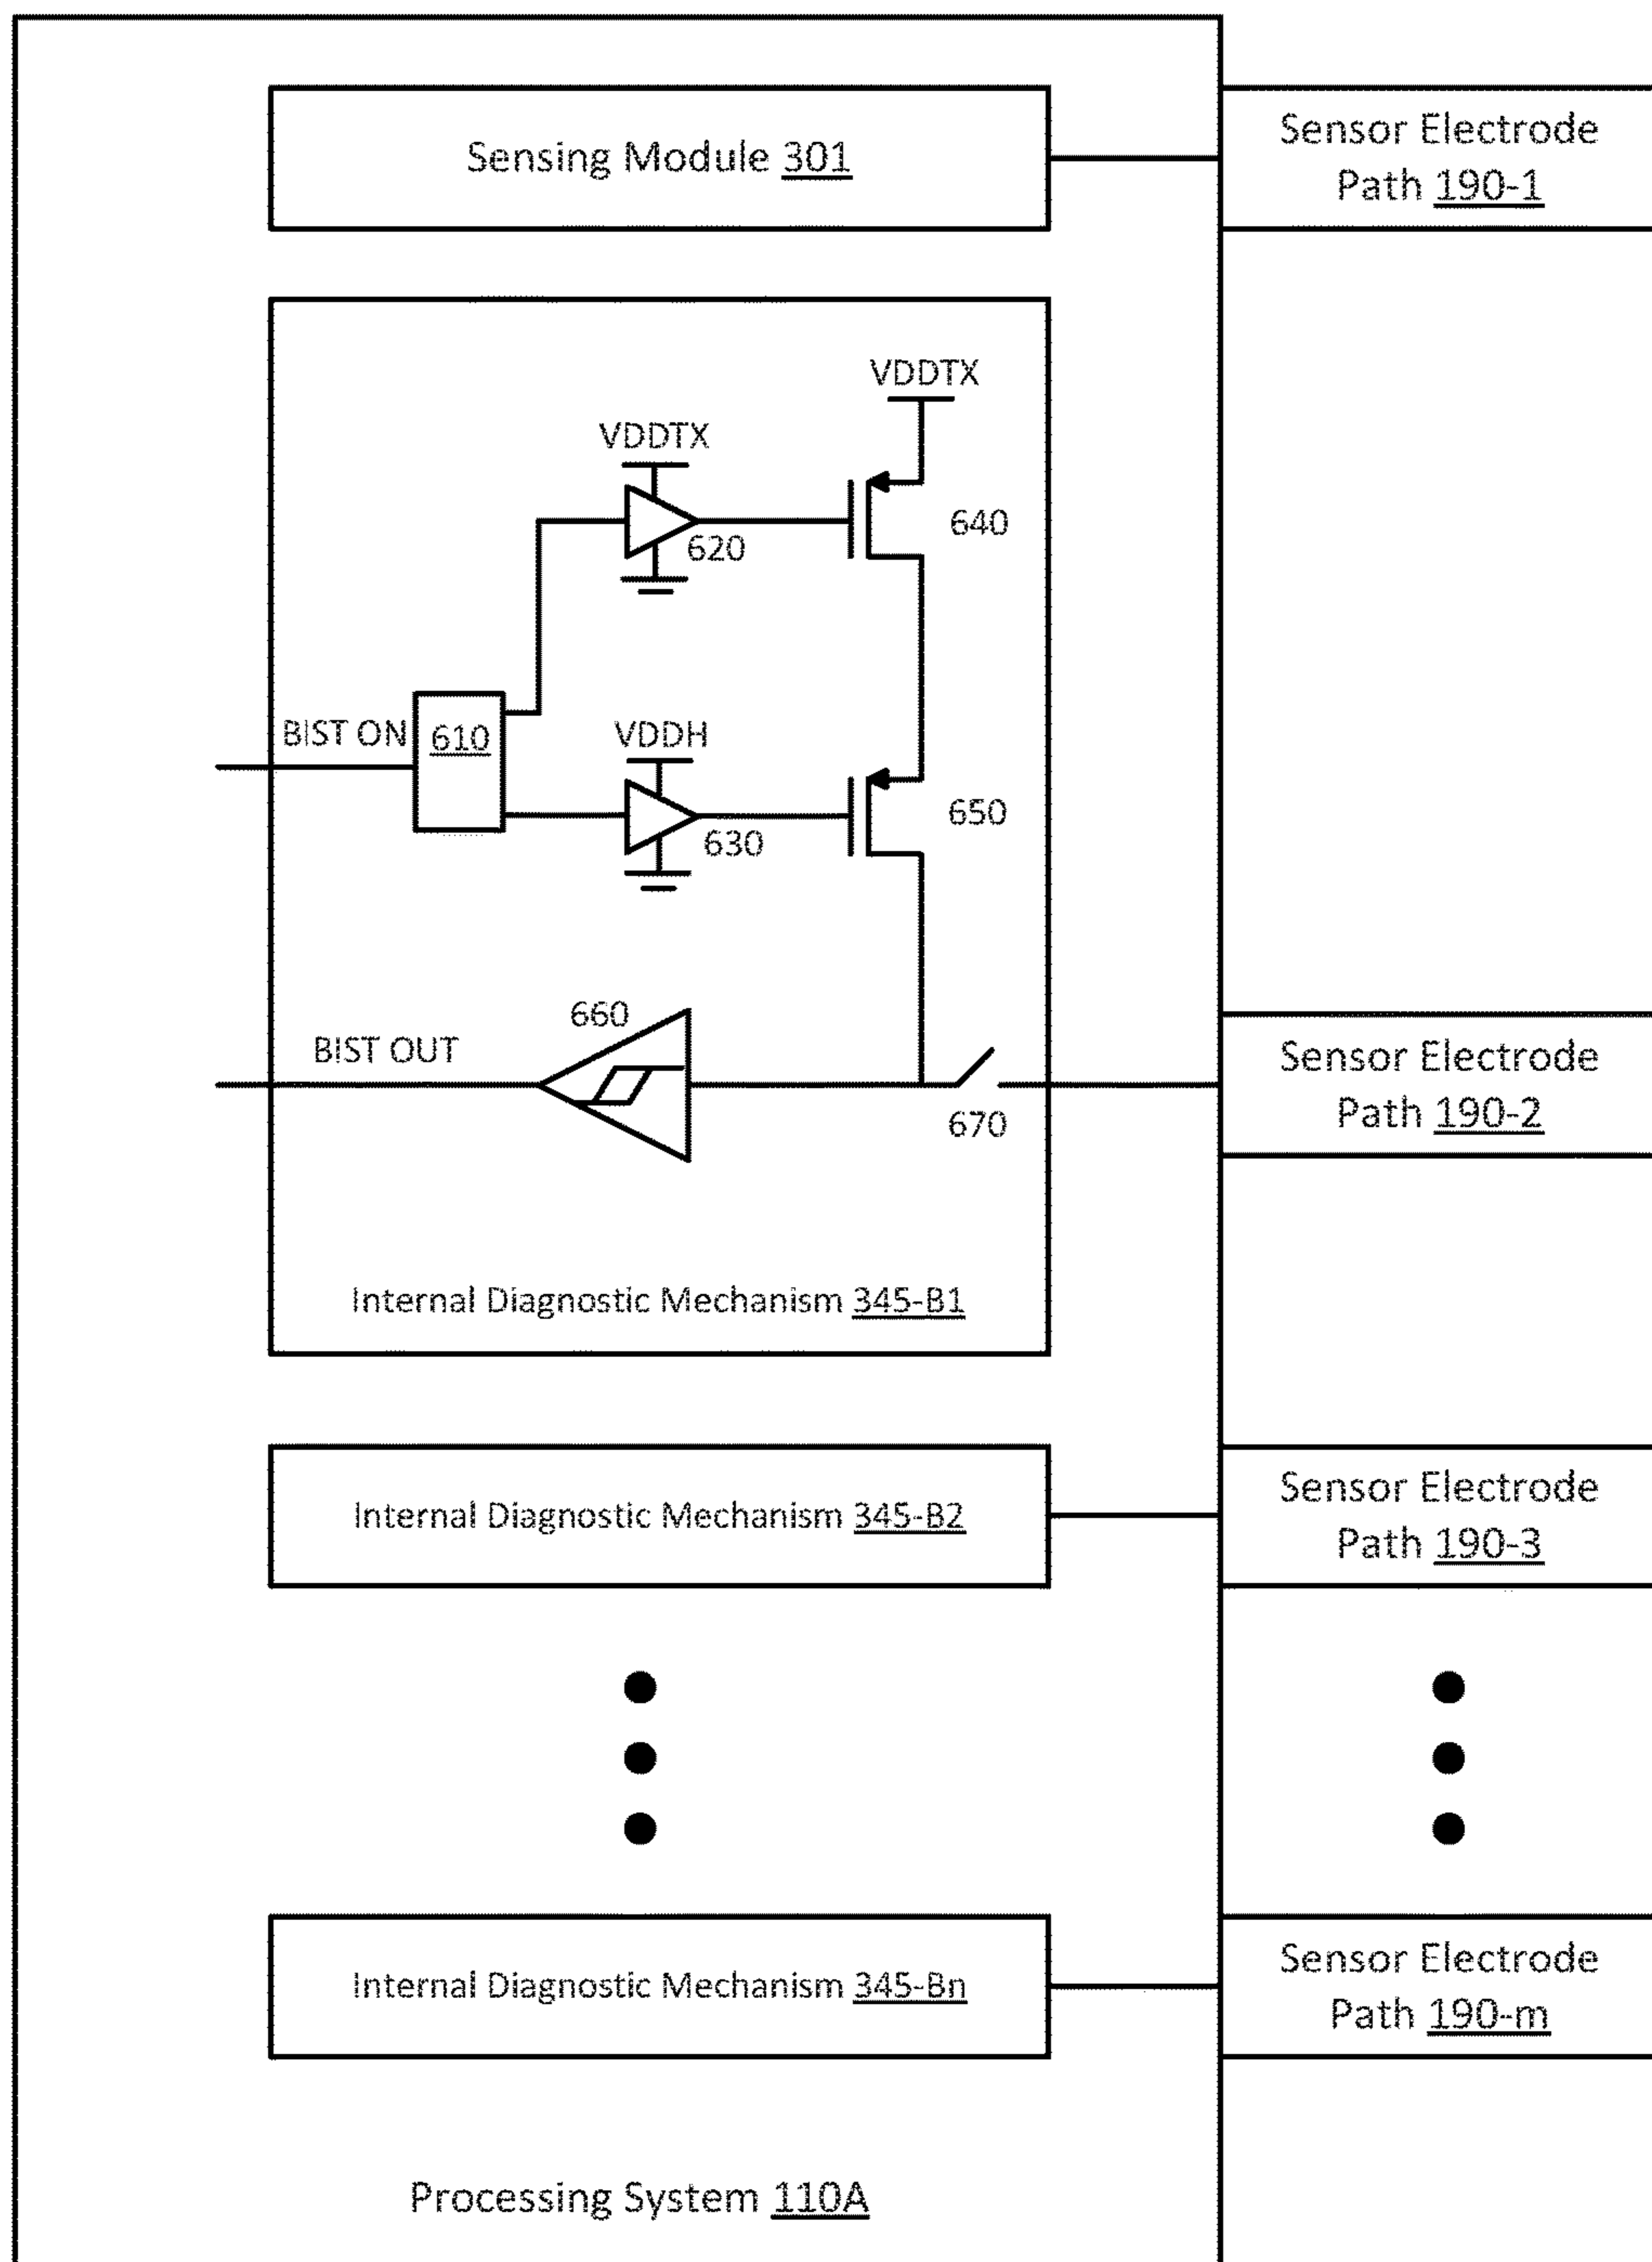 Sensing Module 301
Sensor Electrode
Path 190-1
VDDTX
VDDTX
640
620
BIST ON
610
VDDH
650
630
660
BIST OUT
670
Sensor Electrode
Path 190-2
Internal Diagnostic Mechanism 345-B1
Internal Diagnostic Mechanism 345-B2
Sensor Electrode
Path 190-3
Internal Diagnostic Mechanism 345-Bn
Sensor Electrode
Path 190-m
Processing System 110A